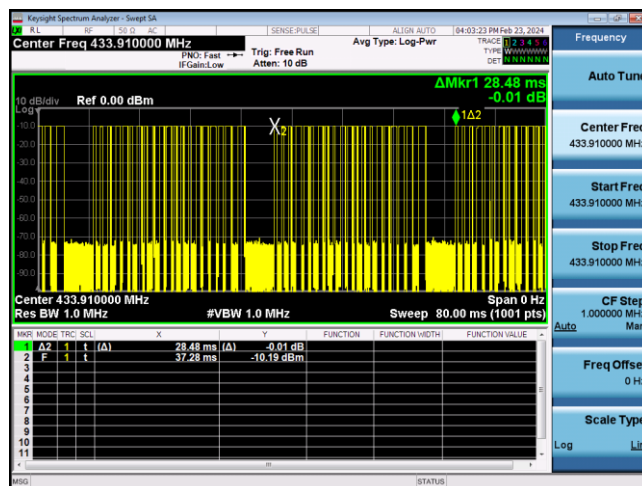 Keysight Spectrum Analyzer - Swept SA
RL RF 50 Ω AC SENSE:PULSE ALIGN AUTO 04:03:23 PM Feb 23, 2024
Center Freq 433.910000 MHz
PNO: Fast
IFGain:Low
Trig: Free Run
Atten: 10 dB
Avg Type: Log-Pwr
TRACE 1 2 3 4 5 6
TYPE W
DET N N N N N N
ΔMkr1 28.48 ms
-0.01 dB
10 dB/div Ref 0.00 dBm
Log
-10.0
-20.0
-30.0
-40.0
-50.0
-60.0
-70.0
-80.0
-90.0
X2
1Δ2
Center 433.910000 MHz Span 0 Hz
Res BW 1.0 MHz #VBW 1.0 MHz Sweep 80.00 ms (1001 pts)
MKR MODE TRC SCL X Y FUNCTION FUNCTION WIDTH FUNCTION VALUE
1 Δ2 1 t (Δ) 28.48 ms (Δ) -0.01 dB
2 F 1 t 37.28 ms -10.19 dBm
3
4
5
6
7
8
9
10
11
MSG STATUS
Frequency
Auto Tune
Center Freq
433.910000 MHz
Start Freq
433.910000 MHz
Stop Freq
433.910000 MHz
CF Step
1.000000 MHz
Auto Man
Freq Offset
0 Hz
Scale Type
Log Lin